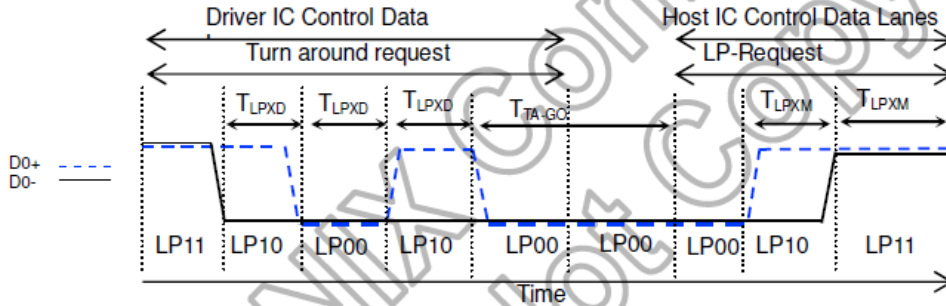 Driver IC Control Data Host IC Control Data Lanes
Turn around request LP-Request
TLPXD TLPXD TLPXD TTA-GO TLPXM TLPXM
D0+
D0-
LP11 LP10 LP00 LP10 LP00 LP00 LP00 LP10 LP11
Time